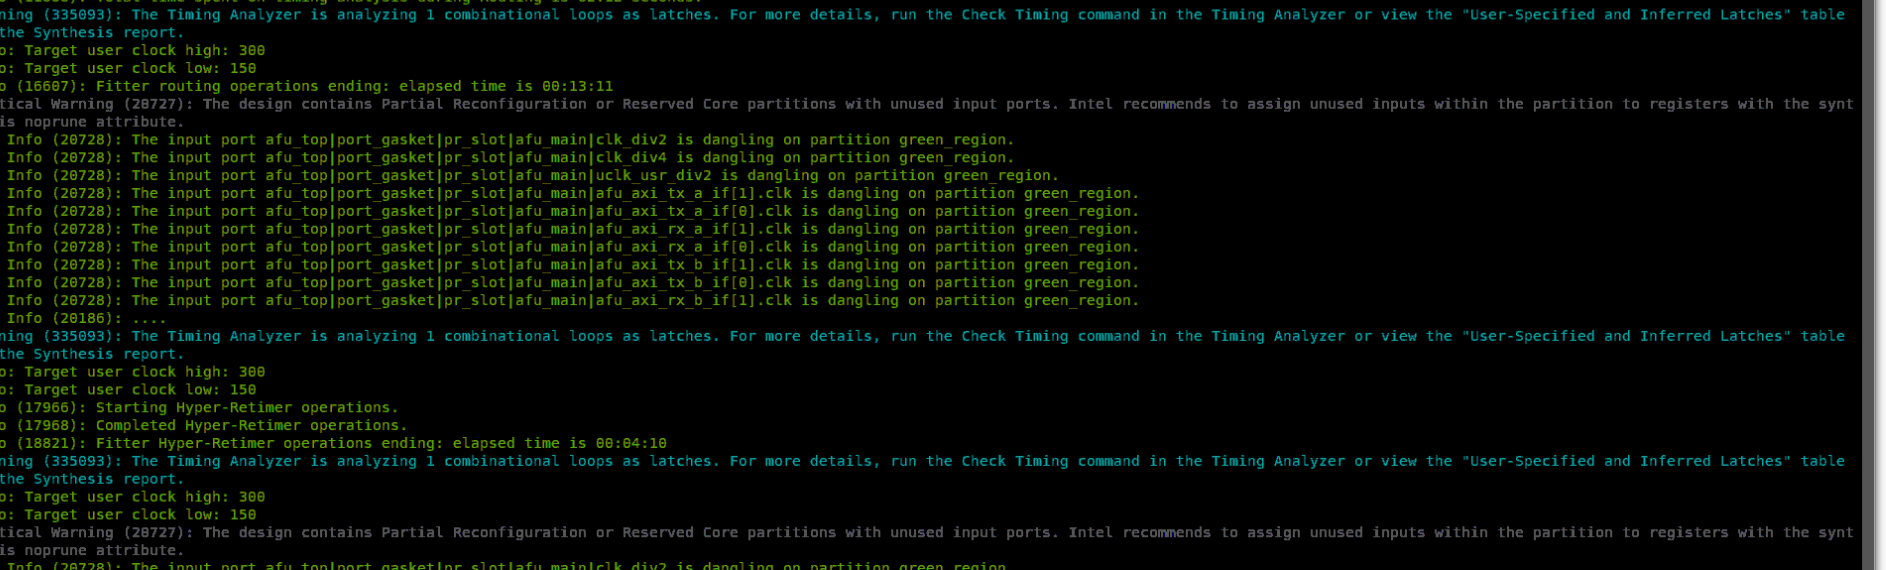 ning (335093): The Timing Analyzer is analyzing 1 combinational loops as latches. For more details, run the Check Timing command in the Timing Analyzer or view the "User-Specified and Inferred Latches" table
the Synthesis report.
o: Target user clock high: 300
o: Target user clock low: 150
o (16607): Fitter routing operations ending: elapsed time is 00:13:11
tical Warning (20727): The design contains Partial Reconfiguration or Reserved Core partitions with unused input ports. Intel recommends to assign unused inputs within the partition to registers with the synt
is noprune attribute.
Info (20728): The input port afu_top|port_gasket|pr_slot|afu_main|clk_div2 is dangling on partition green_region.
Info (20728): The input port afu_top|port_gasket|pr_slot|afu_main|clk_div4 is dangling on partition green_region.
Info (20728): The input port afu_top|port_gasket|pr_slot|afu_main|uclk_usr_div2 is dangling on partition green_region.
Info (20728): The input port afu_top|port_gasket|pr_slot|afu_main|afu_axi_tx_a_if[1].clk is dangling on partition green_region.
Info (20728): The input port afu_top|port_gasket|pr_slot|afu_main|afu_axi_tx_a_if[0].clk is dangling on partition green_region.
Info (20728): The input port afu_top|port_gasket|pr_slot|afu_main|afu_axi_rx_a_if[1].clk is dangling on partition green_region.
Info (20728): The input port afu_top|port_gasket|pr_slot|afu_main|afu_axi_rx_a_if[0].clk is dangling on partition green_region.
Info (20728): The input port afu_top|port_gasket|pr_slot|afu_main|afu_axi_tx_b_if[1].clk is dangling on partition green_region.
Info (20728): The input port afu_top|port_gasket|pr_slot|afu_main|afu_axi_tx_b_if[0].clk is dangling on partition green_region.
Info (20728): The input port afu_top|port_gasket|pr_slot|afu_main|afu_axi_rx_b_if[1].clk is dangling on partition green_region.
Info (20186): ....
ning (335093): The Timing Analyzer is analyzing 1 combinational loops as latches. For more details, run the Check Timing command in the Timing Analyzer or view the "User-Specified and Inferred Latches" table
the Synthesis report.
o: Target user clock high: 300
o: Target user clock low: 150
o (17966): Starting Hyper-Retimer operations.
o (17968): Completed Hyper-Retimer operations.
o (18821): Fitter Hyper-Retimer operations ending: elapsed time is 00:04:10
ning (335093): The Timing Analyzer is analyzing 1 combinational loops as latches. For more details, run the Check Timing command in the Timing Analyzer or view the "User-Specified and Inferred Latches" table
the Synthesis report.
o: Target user clock high: 300
o: Target user clock low: 150
tical Warning (20727): The design contains Partial Reconfiguration or Reserved Core partitions with unused input ports. Intel recommends to assign unused inputs within the partition to registers with the synt
is noprune attribute.
Info (20728): The input port afu_top|port_gasket|pr_slot|afu_main|clk_div2 is dangling on partition green_region.